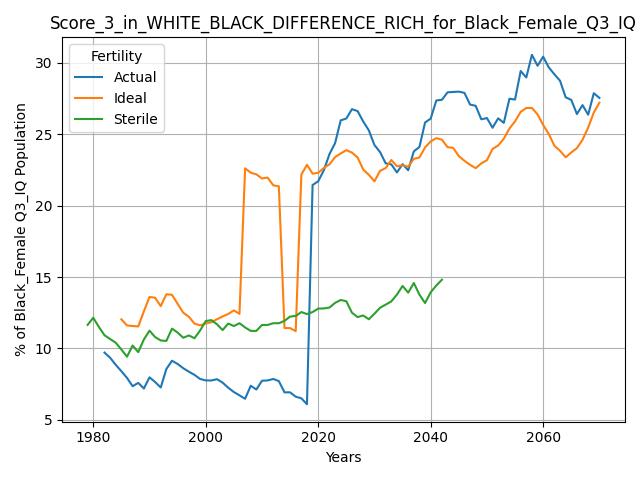 Score_3_in_WHITE_BLACK_DIFFERENCE_RICH_for_Black_Female_Q3_IQ
Fertility
Actual
Ideal
Sterile
% of Black_Female Q3_IQ Population
30
25
20
15
10
5
1980
2000
2020
2040
2060
Years